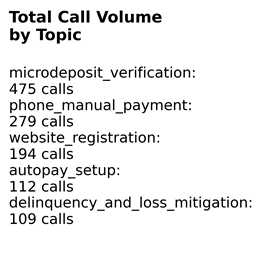 Total Call Volume
by Topic
microdeposit_verification:
475 calls
phone_manual_payment:
279 calls
website_registration:
194 calls
autopay_setup:
112 calls
delinquency_and_loss_mitigation:
109 calls